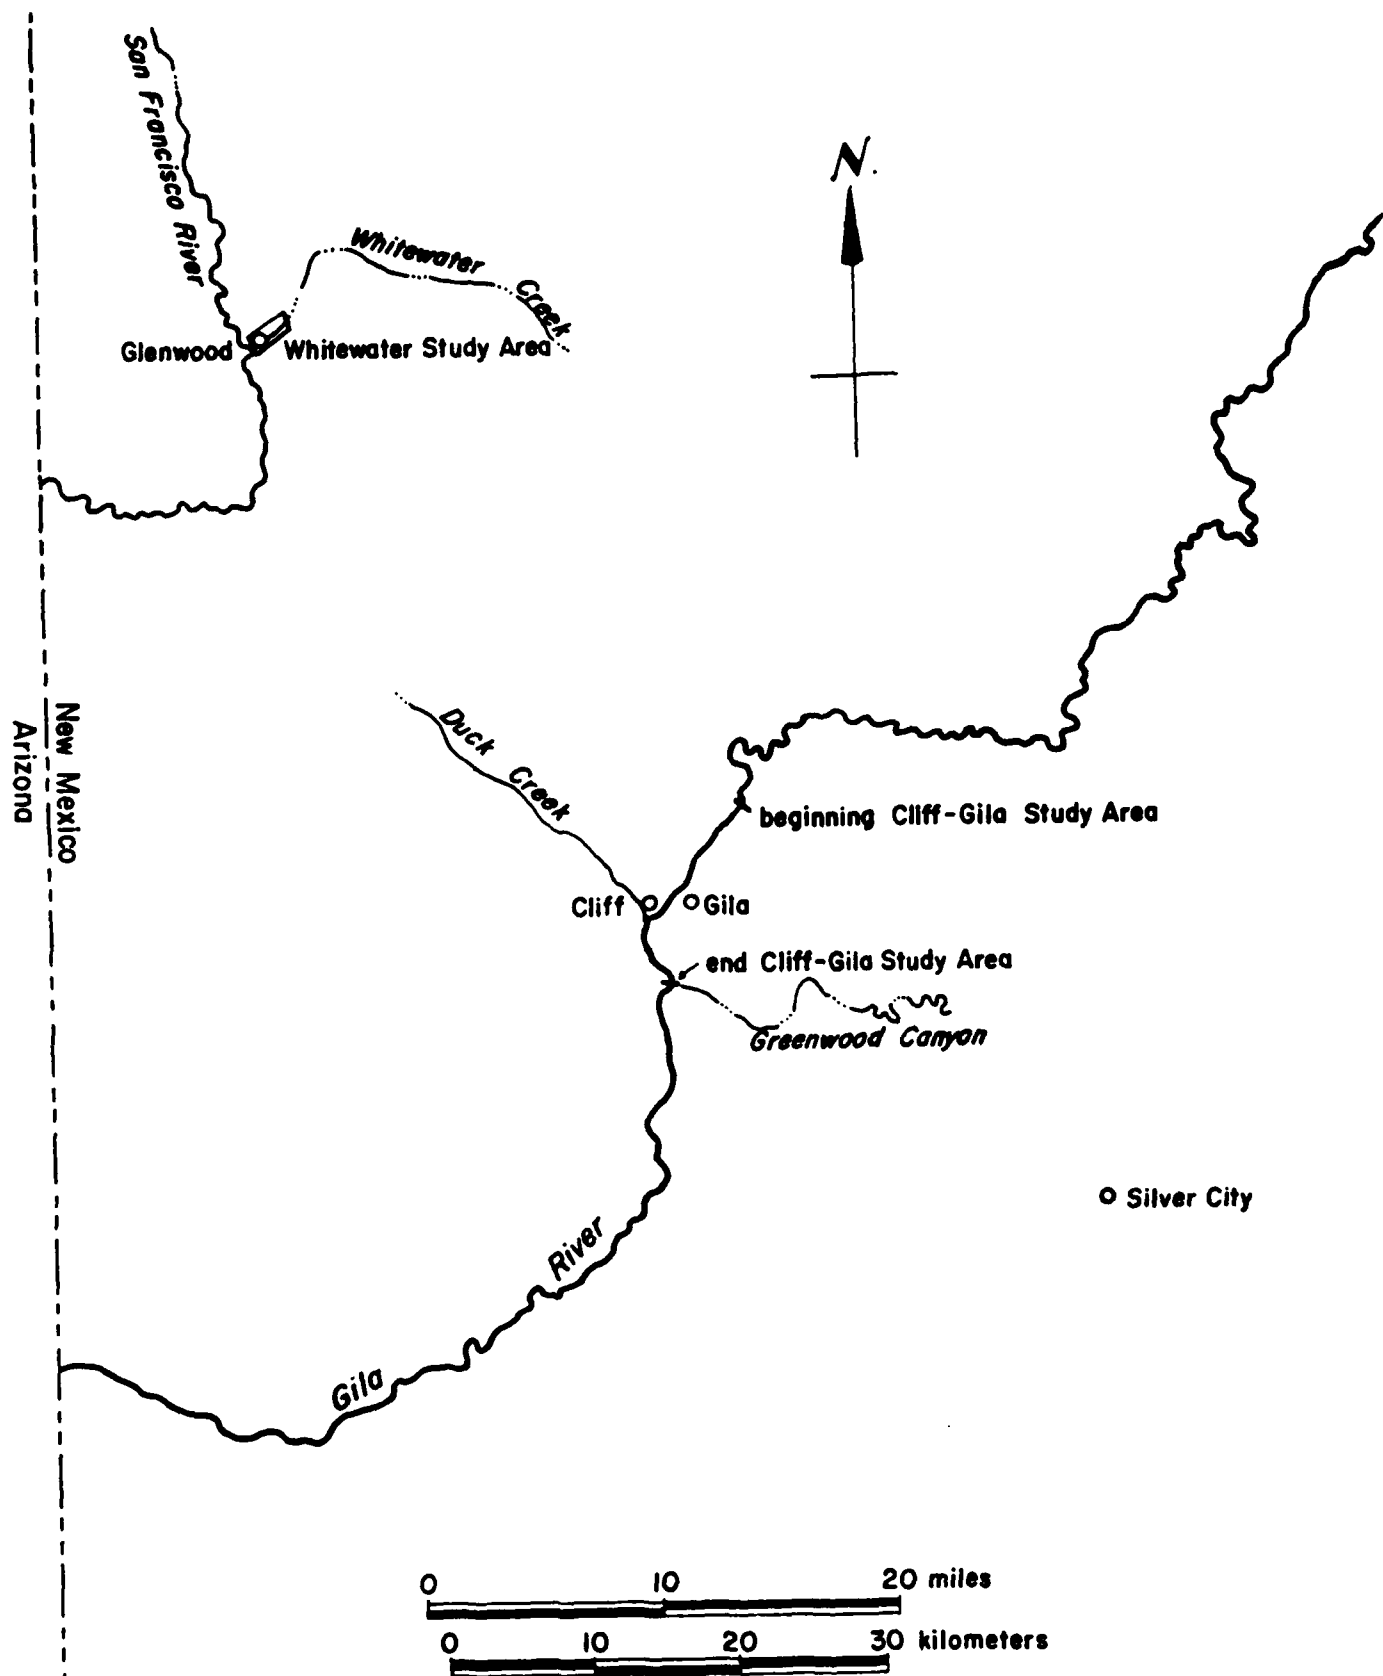 San Francisco River
N.
Whitewater Creek
Glenwood
Whitewater Study Area
New Mexico
Arizona
Duck Creek
beginning Cliff-Gila Study Area
Cliff
Gila
end Cliff-Gila Study Area
Greenwood Canyon
Silver City
Gila River
0 10 20 miles
0 10 20 30 kilometers